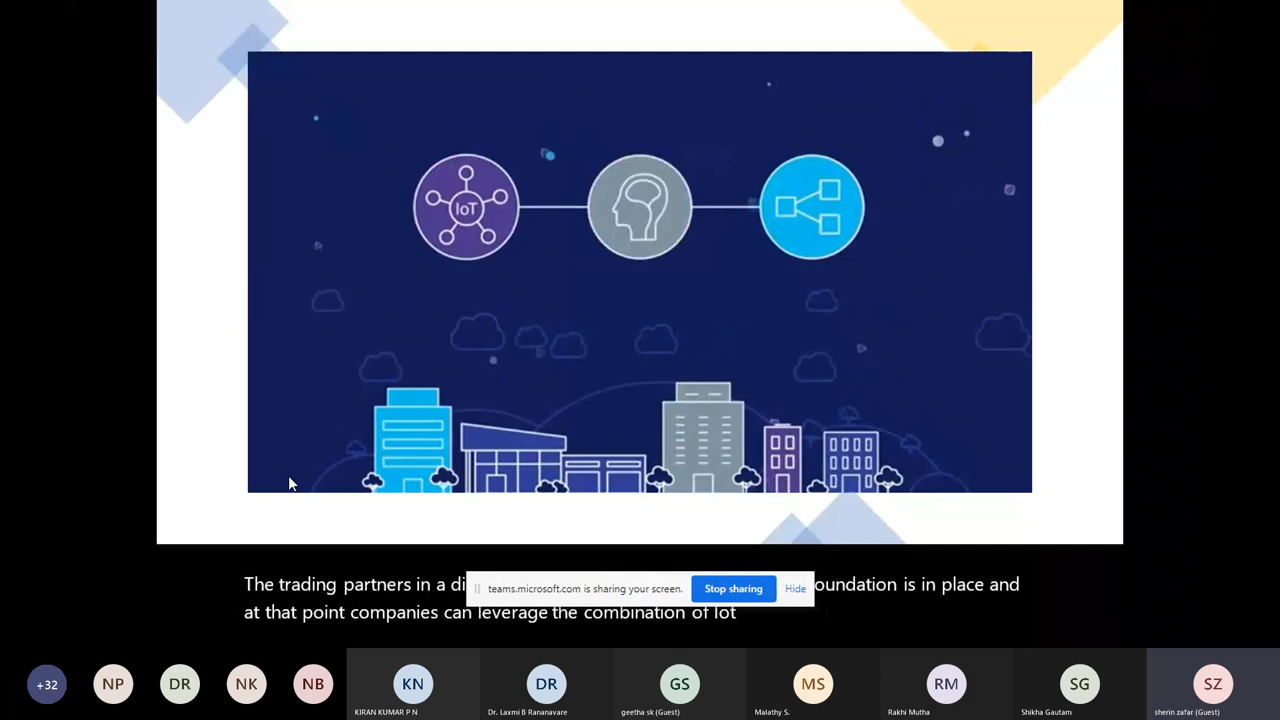 IoT
The trading partners in a
teams.microsoft.com is sharing your screen. Stop sharing Hide
oundation is in place and
at that point companies can leverage the combination of Iot
+32 NP DR NK NB KN DR GS MS RM SG SZ
KIRAN KUMAR P N Dr. Laxmi B Rananavare geetha sk (Guest) Malathy S. Rakhi Mutha Shikha Gautam sherin zafar (Guest)